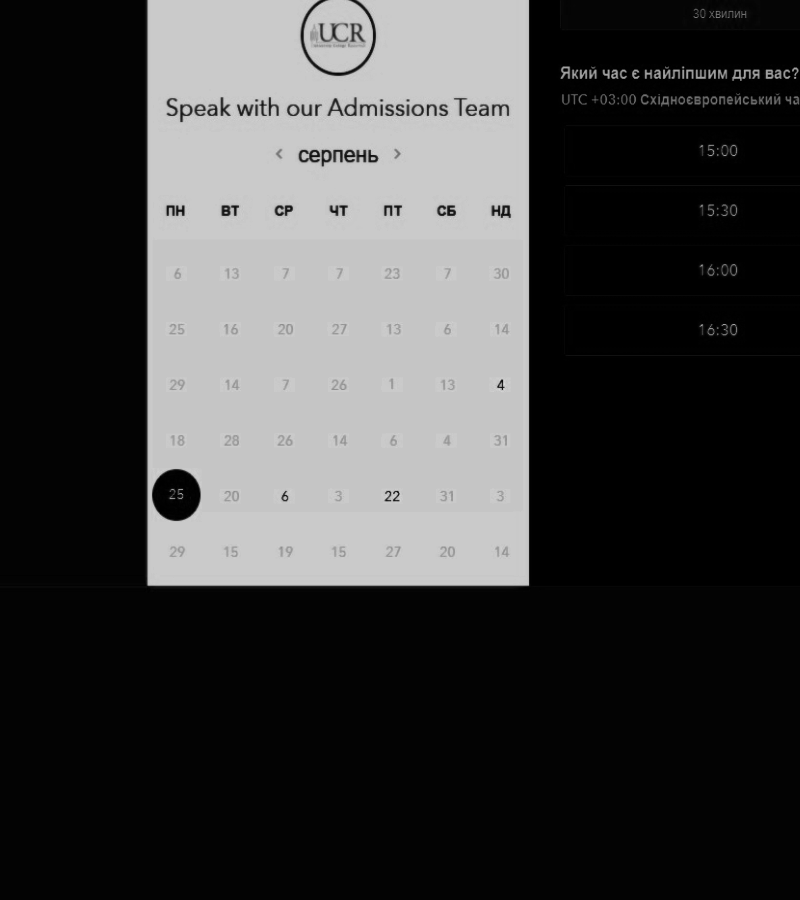 UCR
Speak with our Admissions Team
серпень
ПН ВТ СР ЧТ ПТ СБ НД
6 13 7 7 23 7 30
25 16 20 27 13 6 14
29 14 7 26 1 13 4
18 28 26 14 6 4 31
25 20 6 3 22 31 3
29 15 19 15 27 20 14
30 хвилин
Який час є найліпшим для вас?
UTC +03:00 Східноєвропейський ча
15:00
15:30
16:00
16:30